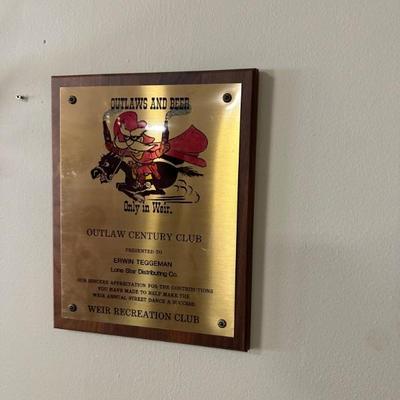 OUTLAWS AND BEER
Only in Weir.
OUTLAW CENTURY CLUB
PRESENTED TO
ERWIN TEGGEMAN
Lone Star Distributing Co.
OUR SINCERE APPRECIATION FOR THE CONTRIBUTIONS
YOU HAVE MADE TO HELP MAKE THE
WEIR ANNUAL STREET DANCE A SUCCESS
WEIR RECREATION CLUB